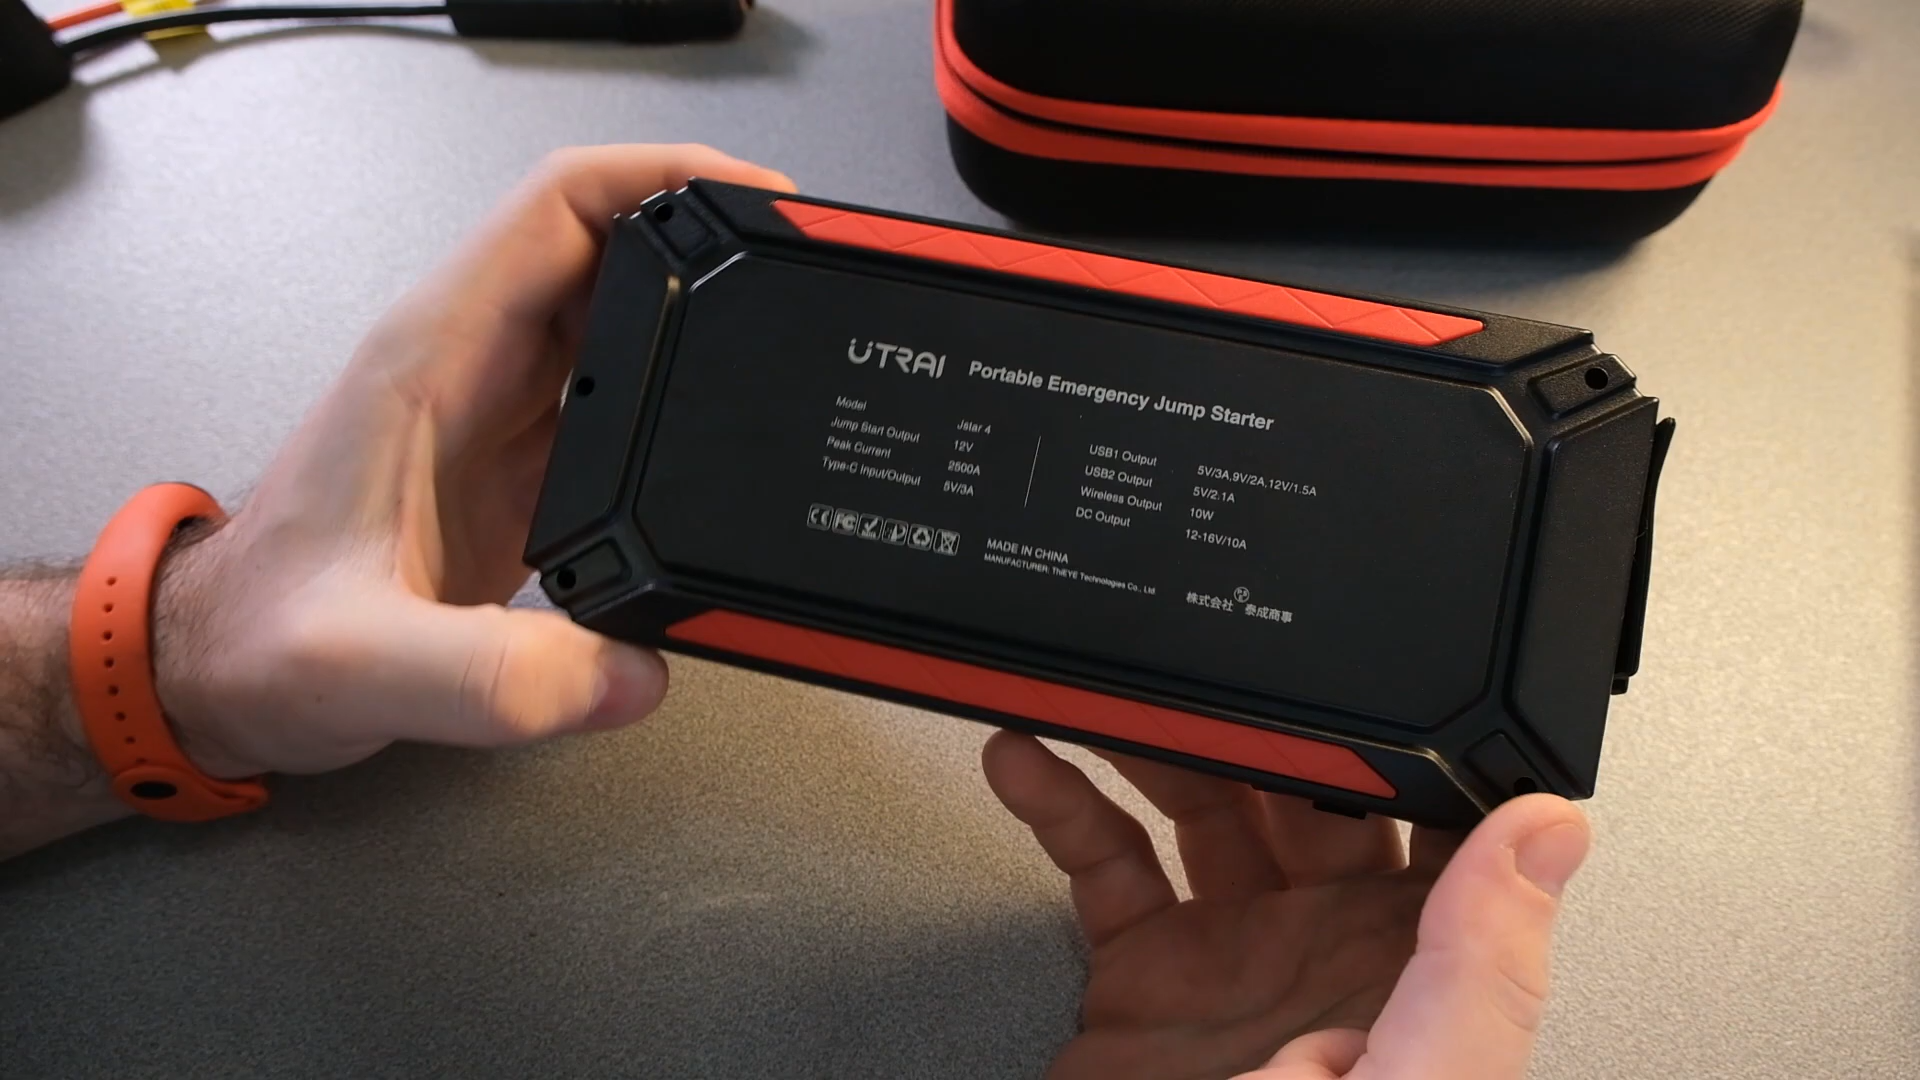 UTRAI Portable Emergency Jump Starter
Model Jstar 4
Jump Start Output 12V
Peak Current 2500A
Type-C Input/Output 5V/3A
USB1 Output 5V/3A,9V/2A,12V/1.5A
USB2 Output 5V/2.1A
Wireless Output 10W
DC Output 12-16V/10A
CE FC
MADE IN CHINA
MANUFACTURER: ThiEYE Technologies Co., Ltd
株式会社 泰成商事